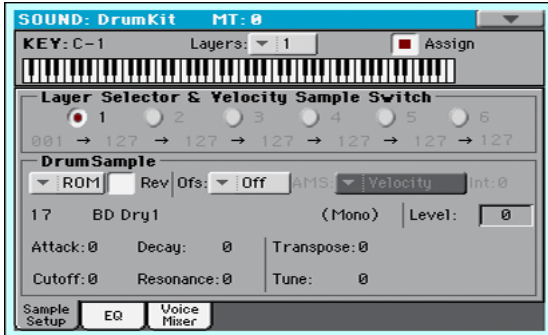 SOUND: DrumKit MT: 0
KEY: C-1 Layers: 1 Assign
Layer Selector & Velocity Sample Switch
1 2 3 4 5 6
001 → 127 → 127 → 127 → 127 → 127 → 127
DrumSample
ROM Rev Ofs: Off AMS: Velocity Int:0
17 BD Dry1 (Mono) Level: 0
Attack:0 Decay: 0 Transpose:0
Cutoff:0 Resonance:0 Tune: 0
Sample Setup EQ Voice Mixer